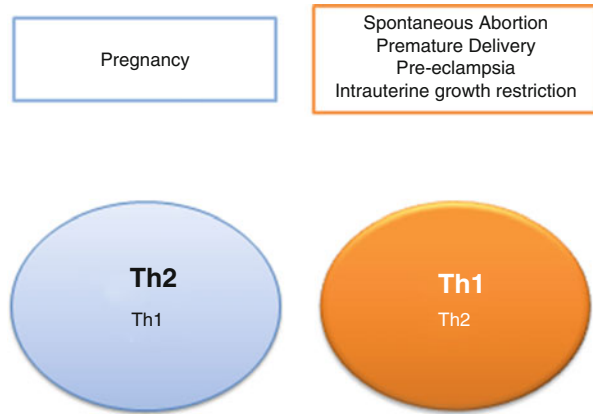 Pregnancy
Spontaneous Abortion
Premature Delivery
Pre-eclampsia
Intrauterine growth restriction
Th2
Th1
Th1
Th2